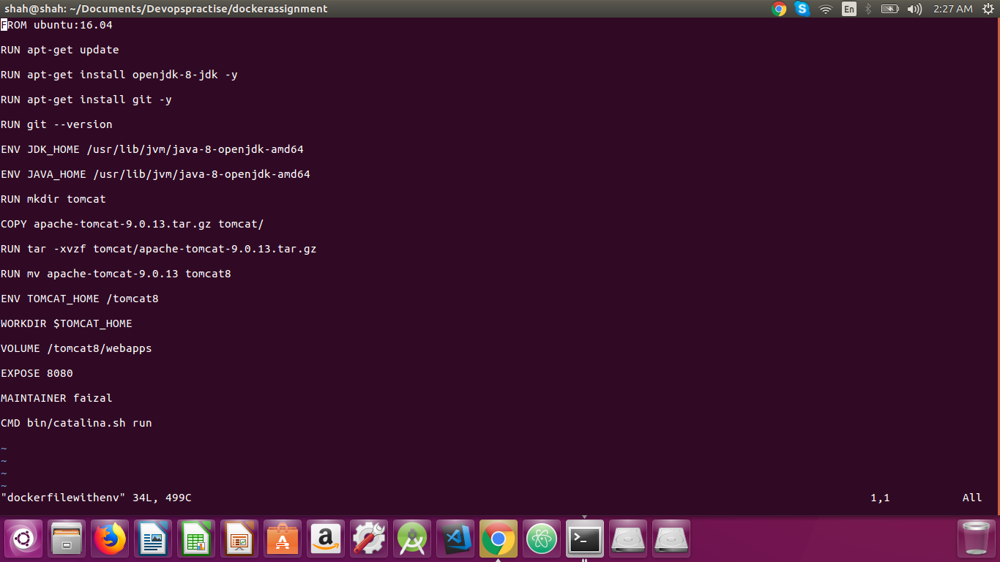 shah@shah: ~/Documents/Devopspractise/dockerassignment
En
2:27 AM
FROM ubuntu:16.04
RUN apt-get update
RUN apt-get install openjdk-8-jdk -y
RUN apt-get install git -y
RUN git --version
ENV JDK_HOME /usr/lib/jvm/java-8-openjdk-amd64
ENV JAVA_HOME /usr/lib/jvm/java-8-openjdk-amd64
RUN mkdir tomcat
COPY apache-tomcat-9.0.13.tar.gz tomcat/
RUN tar -xvzf tomcat/apache-tomcat-9.0.13.tar.gz
RUN mv apache-tomcat-9.0.13 tomcat8
ENV TOMCAT_HOME /tomcat8
WORKDIR $TOMCAT_HOME
VOLUME /tomcat8/webapps
EXPOSE 8080
MAINTAINER faizal
CMD bin/catalina.sh run
~
~
~
~
"dockerfilewithenv" 34L, 499C 1,1 All